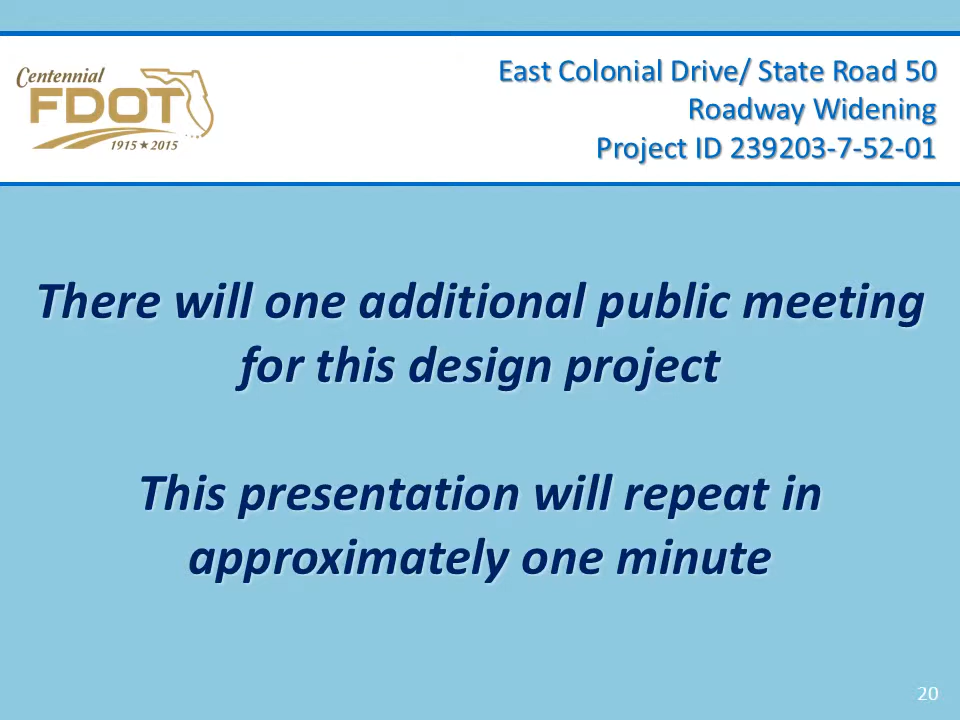 Centennial
FDOT
1915★2015
East Colonial Drive/ State Road 50
Roadway Widening
Project ID 239203-7-52-01
There will one additional public meeting
for this design project
This presentation will repeat in
approximately one minute
20